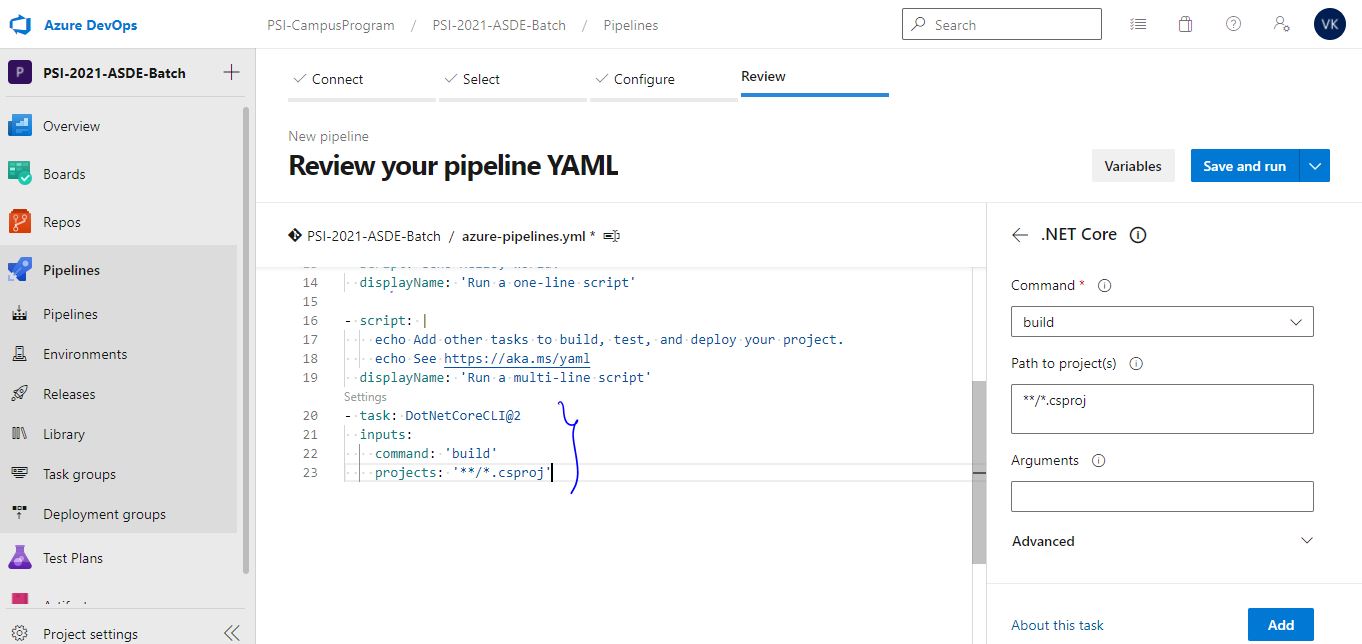 Azure DevOps
PSI-CampusProgram / PSI-2021-ASDE-Batch / Pipelines
Search
VK
P PSI-2021-ASDE-Batch
Overview
Boards
Repos
Pipelines
Pipelines
Environments
Releases
Library
Task groups
Deployment groups
Test Plans
Project settings
Connect
Select
Configure
Review
New pipeline
Review your pipeline YAML
Variables
Save and run
PSI-2021-ASDE-Batch / azure-pipelines.yml *
14 displayName: 'Run a one-line script'
15
16 - script: |
17 echo Add other tasks to build, test, and deploy your project.
18 echo See https://aka.ms/yaml
19 displayName: 'Run a multi-line script'
Settings
20 - task: DotNetCoreCLI@2
21 inputs:
22 command: 'build'
23 projects: '**/*.csproj'
.NET Core
Command *
build
Path to project(s)
**/*.csproj
Arguments
Advanced
About this task
Add